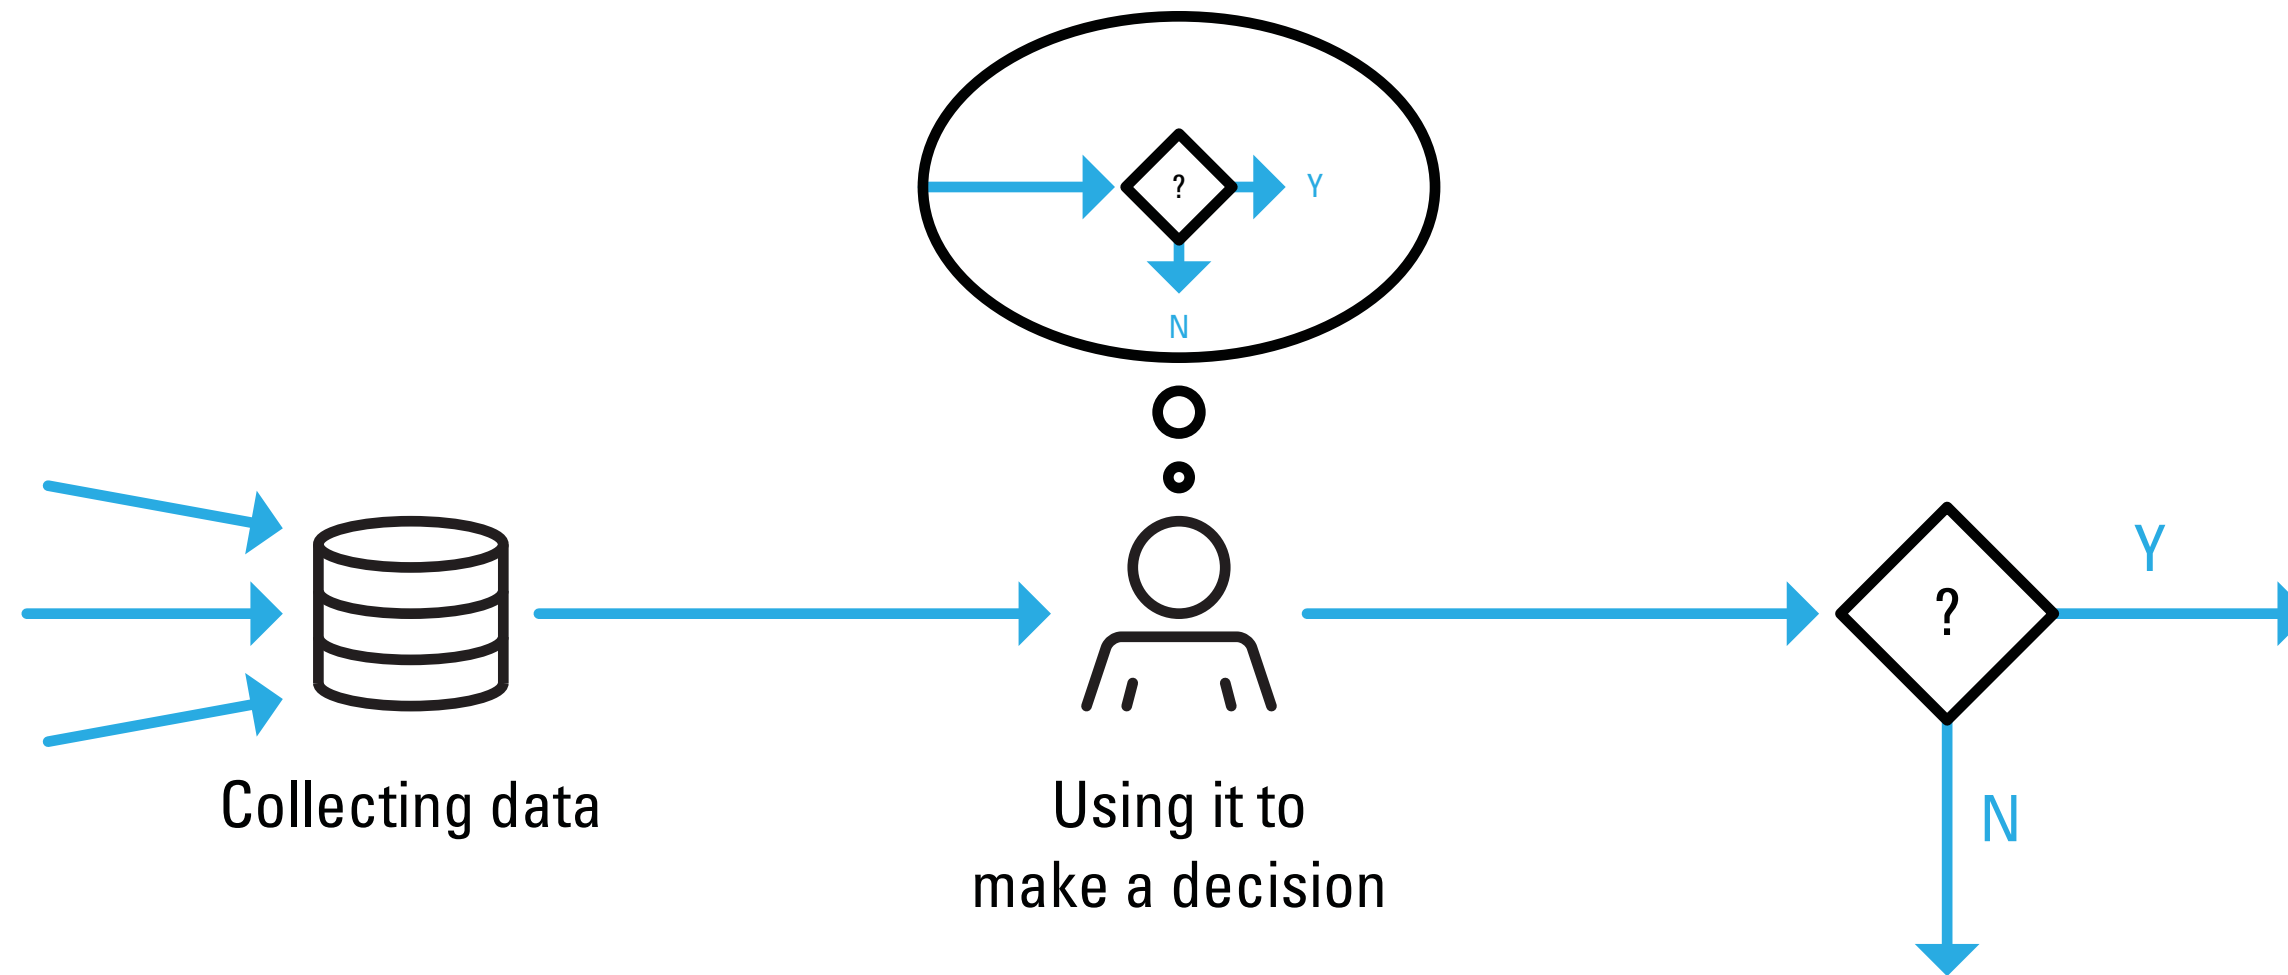 ?
Y
N
?
Y
N
Collecting data
Using it to
make a decision